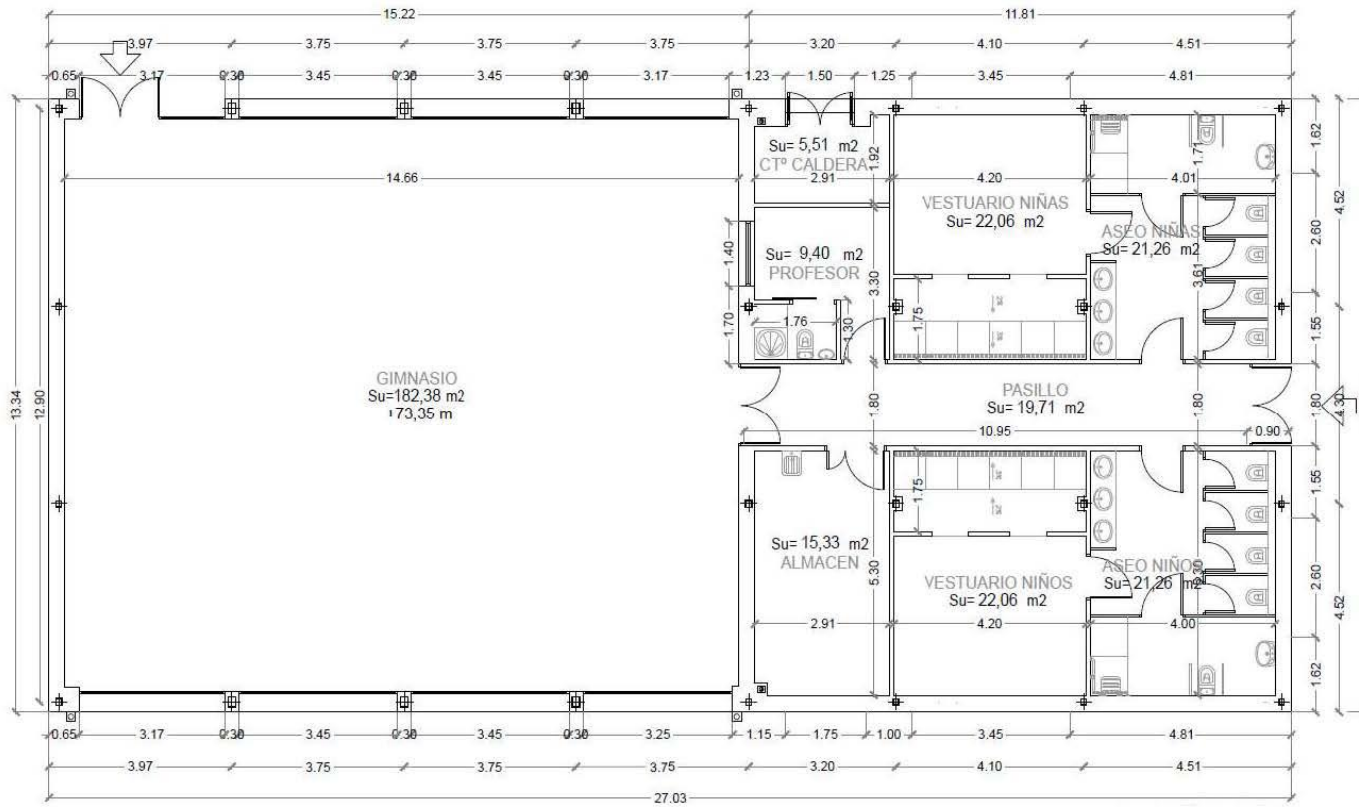 15.22 11.81
3.97 3.75 3.75 3.75 3.20 4.10 4.51
0.65 3.17 0.30 3.45 0.30 3.45 0.30 3.17 1.23 1.50 1.25 3.45 4.81
Su= 5,51 m2
CTº CALDERA
1.92
2.91
14.66
4.20
4.01
1.71
1.62
VESTUARIO NIÑAS
Su= 22,06 m2
ASEO NIÑAS
Su= 21,26 m2
4.52
2.60
3.61
1.40
Su= 9,40 m2
PROFESOR
3.30
1.70
1.76
1.30
1.75
1.55
13.34
12.90
GIMNASIO
Su=182,38 m2
73,35 m
1.80
PASILLO
Su= 19,71 m2
1.80
1.80
4.30
10.95
0.90
1.75
1.55
Su= 15,33 m2
ALMACEN
5.30
VESTUARIO NIÑOS
Su= 22,06 m2
ASEO NIÑOS
Su= 21,26 m2
2.60
4.52
2.91
4.20
4.00
1.62
0.65 3.17 0.30 3.45 0.30 3.45 0.30 3.25 1.15 1.75 1.00 3.45 4.81
3.97 3.75 3.75 3.75 3.20 4.10 4.51
27.03